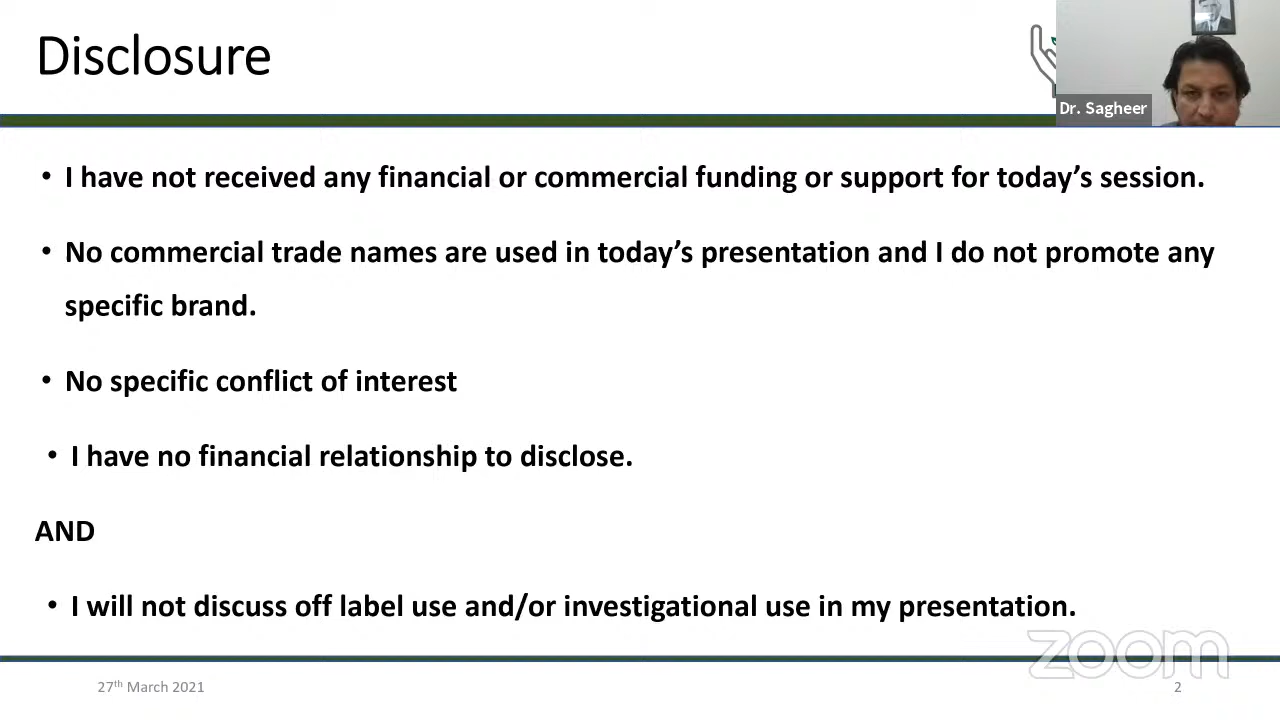 Disclosure
Dr. Sagheer
• I have not received any financial or commercial funding or support for today’s session.
• No commercial trade names are used in today’s presentation and I do not promote any
specific brand.
• No specific conflict of interest
• I have no financial relationship to disclose.
AND
• I will not discuss off label use and/or investigational use in my presentation.
zoom
27th March 2021
2